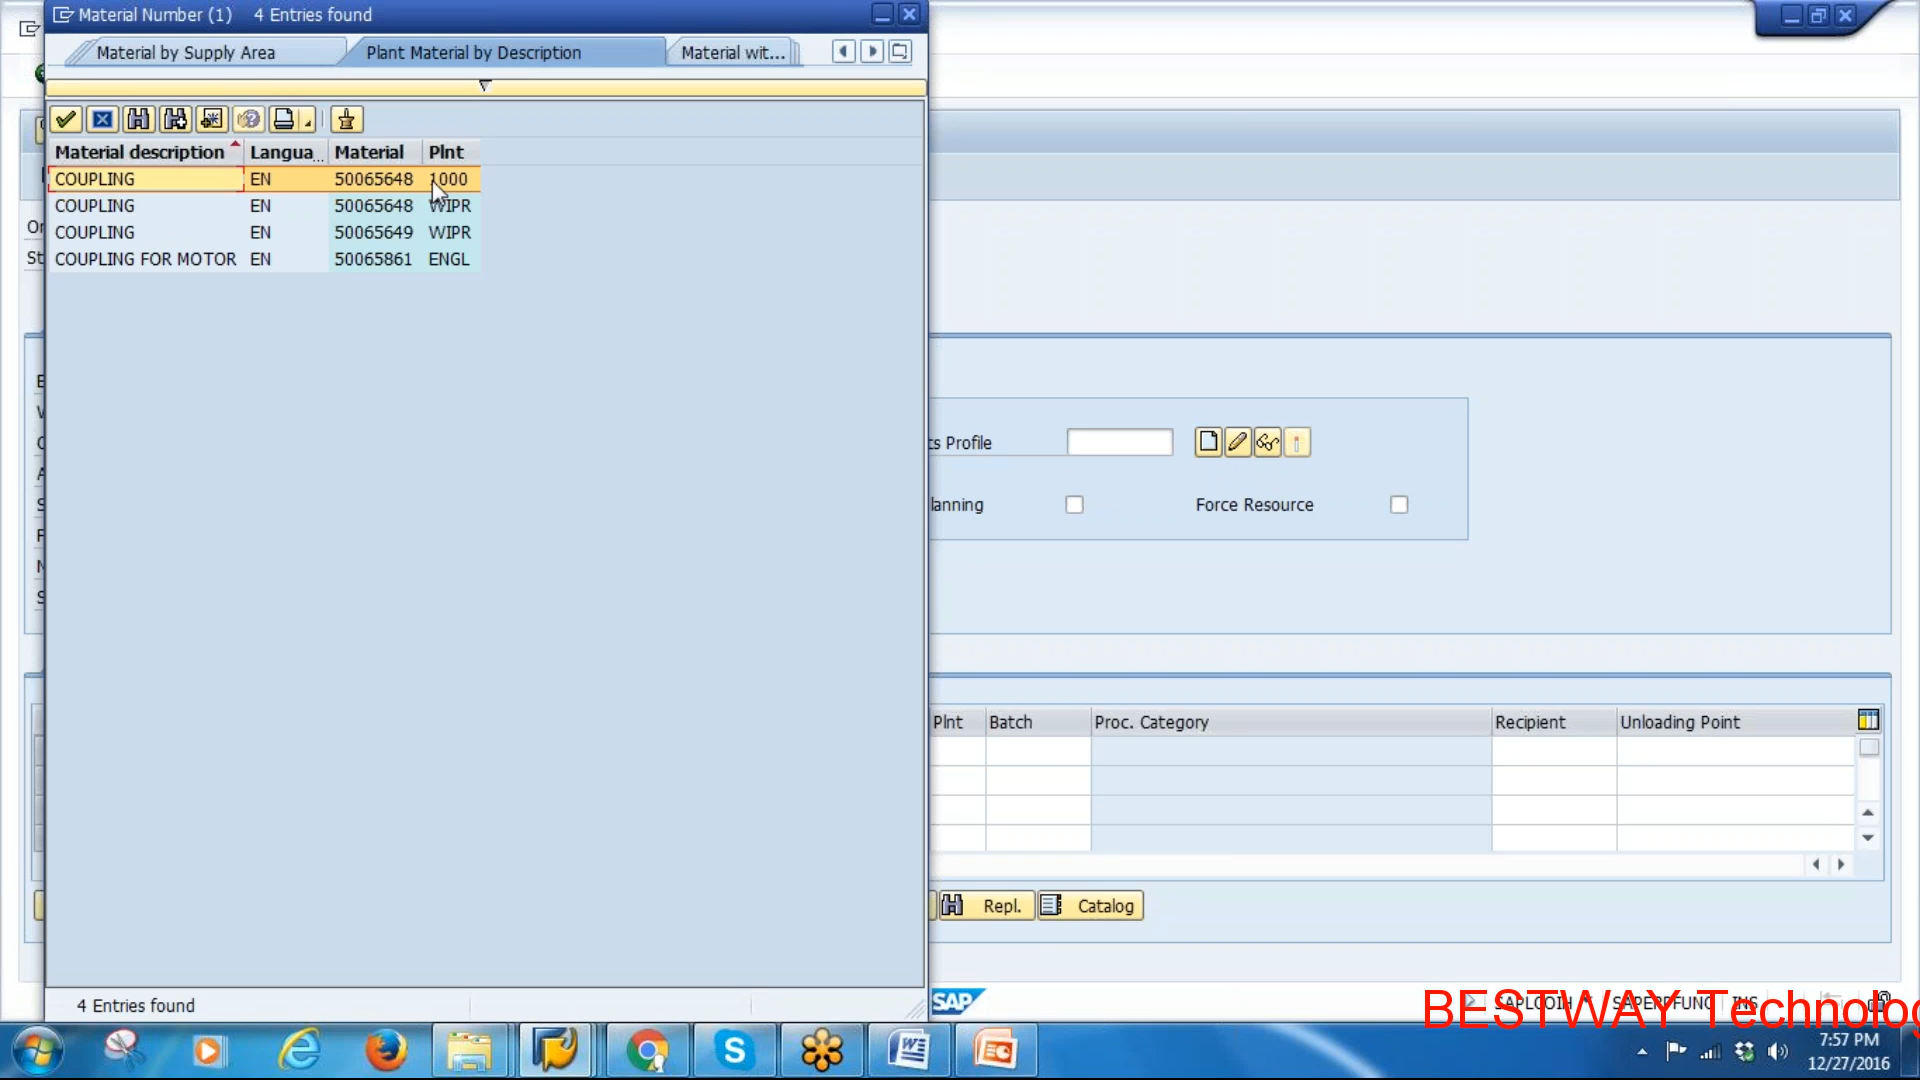 Material Number (1) 4 Entries found
Material by Supply Area Plant Material by Description Material wit...
Material description Langua... Material Plnt
COUPLING EN 50065648 1000
COUPLING EN 50065648 WIPR
COUPLING EN 50065649 WIPR
COUPLING FOR MOTOR EN 50065861 ENGL
Or
St
ts Profile
lanning Force Resource
Plnt Batch Proc. Category Recipient Unloading Point
Repl. Catalog
4 Entries found
SAP
BESTWAY Technolog
7:57 PM
12/27/2016